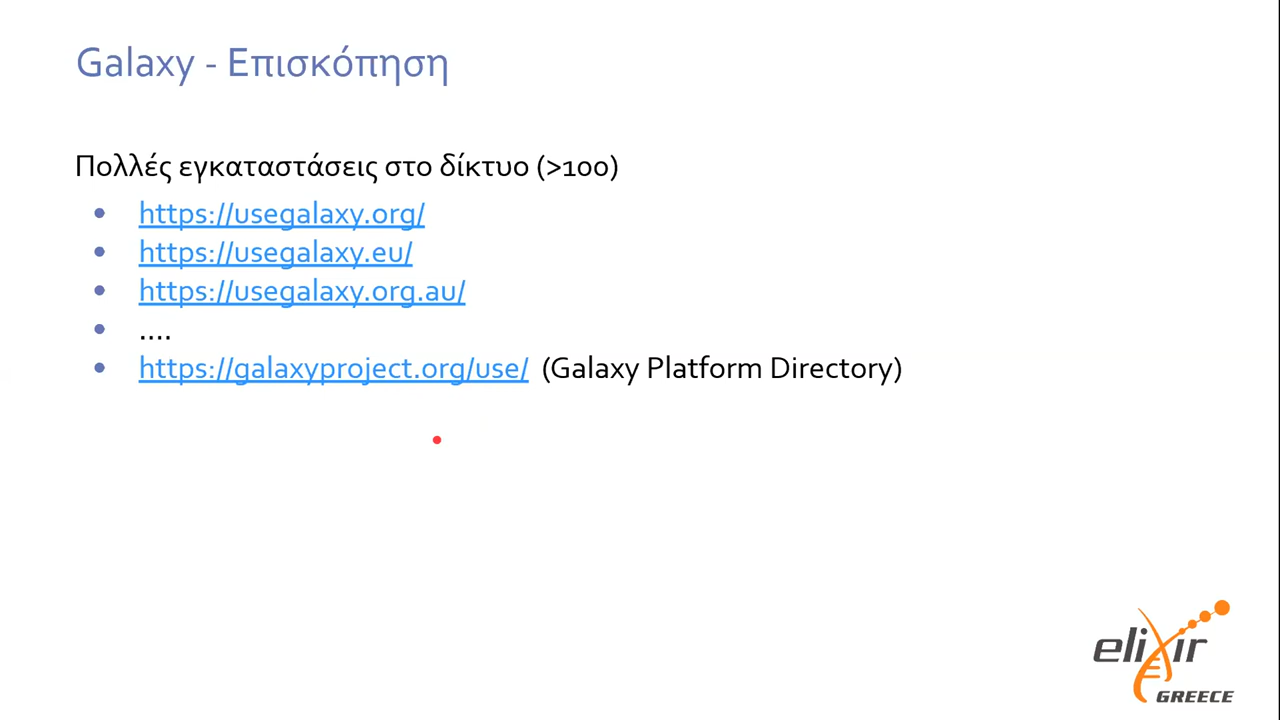 Galaxy - Επισκόπηση
Πολλές εγκαταστάσεις στο δίκτυο (>100)
• https://usegalaxy.org/
• https://usegalaxy.eu/
• https://usegalaxy.org.au/
• ....
• https://galaxyproject.org/use/ (Galaxy Platform Directory)
elixir
GREECE